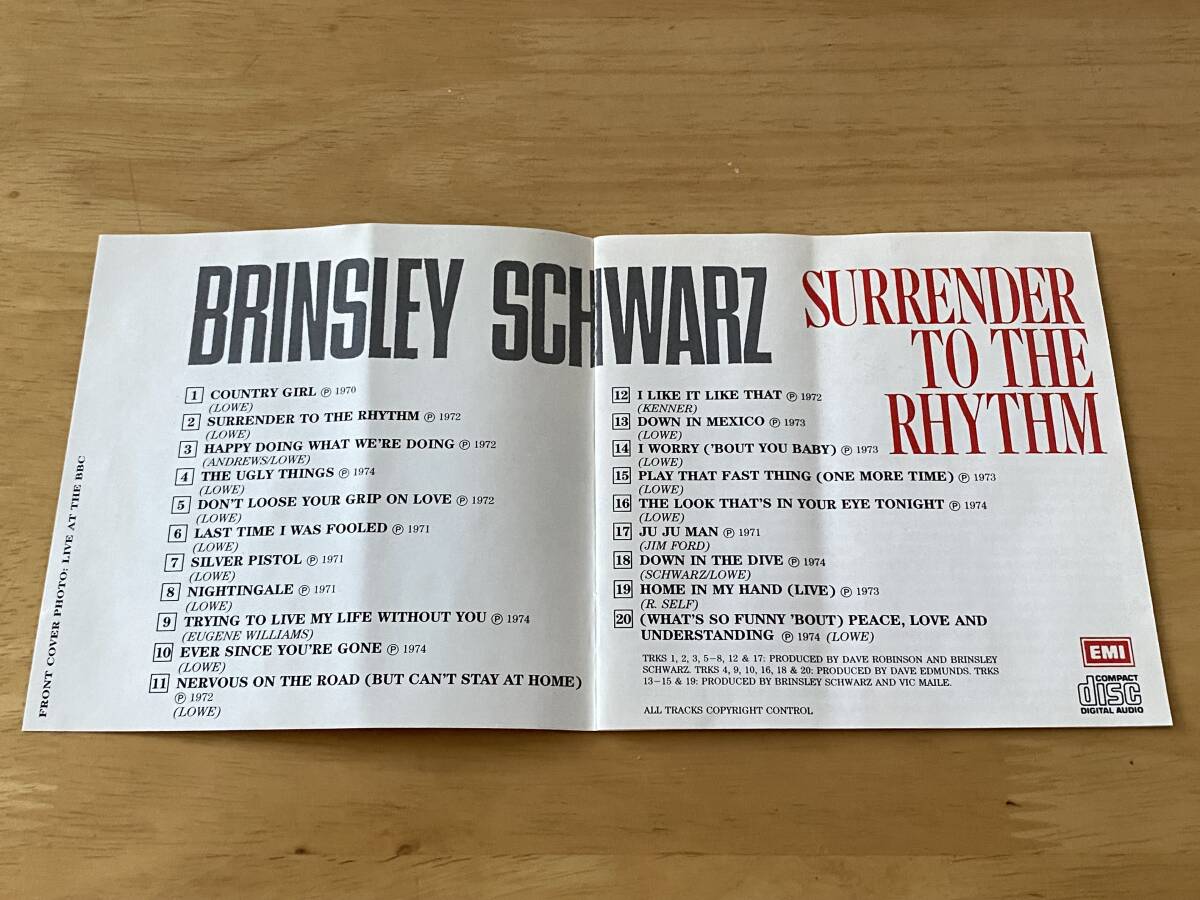 BRINSLEY SCHWARZ
SURRENDER
TO THE
RHYTHM
1 COUNTRY GIRL ℗ 1970
(LOWE)
2 SURRENDER TO THE RHYTHM ℗ 1972
(LOWE)
3 HAPPY DOING WHAT WE'RE DOING ℗ 1972
(ANDREWS/LOWE)
4 THE UGLY THINGS ℗ 1974
(LOWE)
5 DON'T LOOSE YOUR GRIP ON LOVE ℗ 1972
(LOWE)
6 LAST TIME I WAS FOOLED ℗ 1971
(LOWE)
7 SILVER PISTOL ℗ 1971
(LOWE)
8 NIGHTINGALE ℗ 1971
(LOWE)
9 TRYING TO LIVE MY LIFE WITHOUT YOU ℗ 1974
(EUGENE WILLIAMS)
10 EVER SINCE YOU'RE GONE ℗ 1974
(LOWE)
11 NERVOUS ON THE ROAD (BUT CAN'T STAY AT HOME)
℗ 1972
(LOWE)
12 I LIKE IT LIKE THAT ℗ 1972
(KENNER)
13 DOWN IN MEXICO ℗ 1973
(LOWE)
14 I WORRY ('BOUT YOU BABY) ℗ 1973
(LOWE)
15 PLAY THAT FAST THING (ONE MORE TIME) ℗ 1973
(LOWE)
16 THE LOOK THAT'S IN YOUR EYE TONIGHT ℗ 1974
(LOWE)
17 JU JU MAN ℗ 1971
(JIM FORD)
18 DOWN IN THE DIVE ℗ 1974
(SCHWARZ/LOWE)
19 HOME IN MY HAND (LIVE) ℗ 1973
(R. SELF)
20 (WHAT'S SO FUNNY 'BOUT) PEACE, LOVE AND
UNDERSTANDING ℗ 1974 (LOWE)
TRKS 1, 2, 3, 5–8, 12 & 17: PRODUCED BY DAVE ROBINSON AND BRINSLEY
SCHWARZ. TRKS 4, 9, 10, 16, 18 & 20: PRODUCED BY DAVE EDMUNDS. TRKS
13–15 & 19: PRODUCED BY BRINSLEY SCHWARZ AND VIC MAILE.
ALL TRACKS COPYRIGHT CONTROL
EMI
COMPACT
disc
DIGITAL AUDIO
FRONT COVER PHOTO: LIVE AT THE BBC